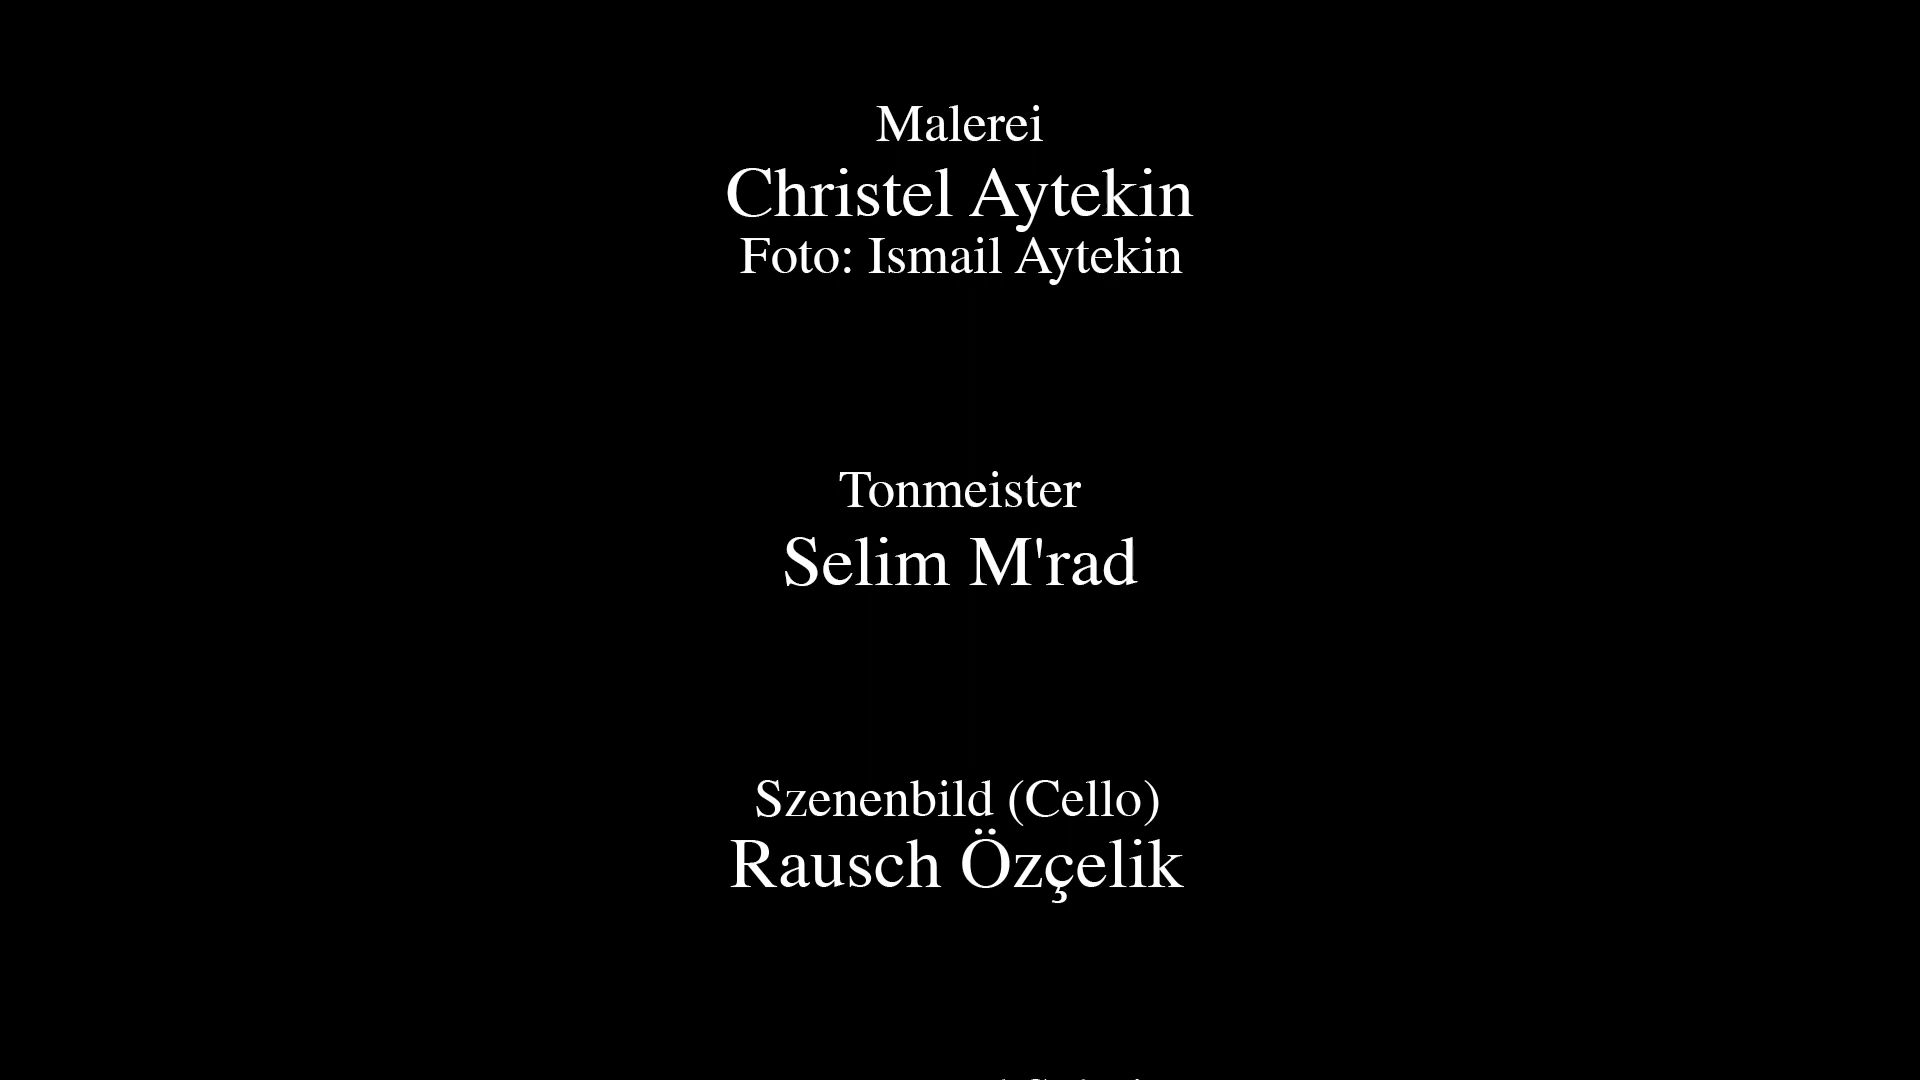 Malerei
Christel Aytekin
Foto: Ismail Aytekin
Tonmeister
Selim M'rad
Szenenbild (Cello)
Rausch Özçelik